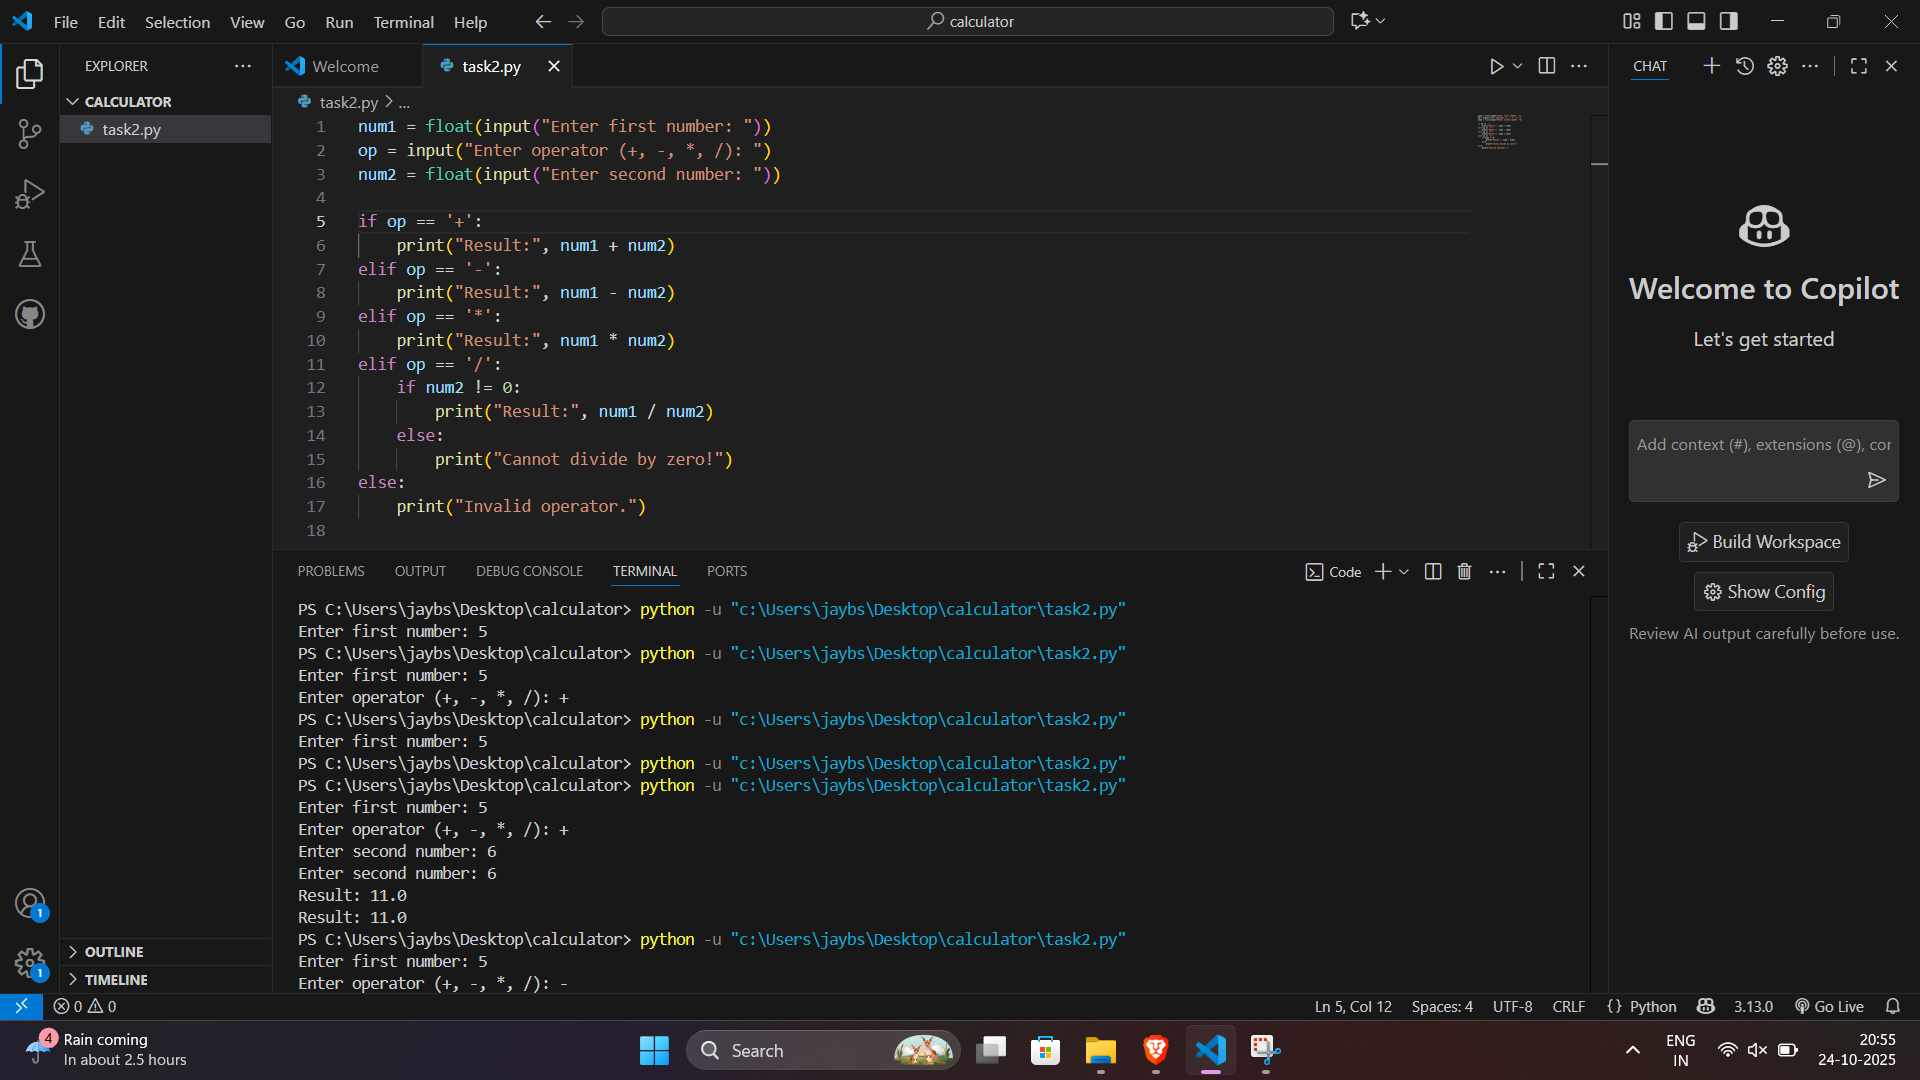 File Edit Selection View Go Run Terminal Help
calculator
EXPLORER
Welcome
task2.py
CHAT
CALCULATOR
task2.py
task2.py > ...
1 num1 = float(input("Enter first number: "))
2 op = input("Enter operator (+, -, *, /): ")
3 num2 = float(input("Enter second number: "))
4
5 if op == '+':
6 print("Result:", num1 + num2)
7 elif op == '-':
8 print("Result:", num1 - num2)
9 elif op == '*':
10 print("Result:", num1 * num2)
11 elif op == '/':
12 if num2 != 0:
13 print("Result:", num1 / num2)
14 else:
15 print("Cannot divide by zero!")
16 else:
17 print("Invalid operator.")
18
Welcome to Copilot
Let's get started
Add context (#), extensions (@), cor
Build Workspace
Show Config
Review AI output carefully before use.
PROBLEMS OUTPUT DEBUG CONSOLE TERMINAL PORTS
Code
PS C:\Users\jaybs\Desktop\calculator> python -u "c:\Users\jaybs\Desktop\calculator\task2.py"
Enter first number: 5
PS C:\Users\jaybs\Desktop\calculator> python -u "c:\Users\jaybs\Desktop\calculator\task2.py"
Enter first number: 5
Enter operator (+, -, *, /): +
PS C:\Users\jaybs\Desktop\calculator> python -u "c:\Users\jaybs\Desktop\calculator\task2.py"
Enter first number: 5
PS C:\Users\jaybs\Desktop\calculator> python -u "c:\Users\jaybs\Desktop\calculator\task2.py"
PS C:\Users\jaybs\Desktop\calculator> python -u "c:\Users\jaybs\Desktop\calculator\task2.py"
Enter first number: 5
Enter operator (+, -, *, /): +
Enter second number: 6
Enter second number: 6
Result: 11.0
Result: 11.0
PS C:\Users\jaybs\Desktop\calculator> python -u "c:\Users\jaybs\Desktop\calculator\task2.py"
Enter first number: 5
Enter operator (+, -, *, /): -
1
1
OUTLINE
TIMELINE
0 0
Ln 5, Col 12 Spaces: 4 UTF-8 CRLF {} Python 3.13.0 Go Live
4
Rain coming
In about 2.5 hours
Search
ENG
IN
20:55
24-10-2025